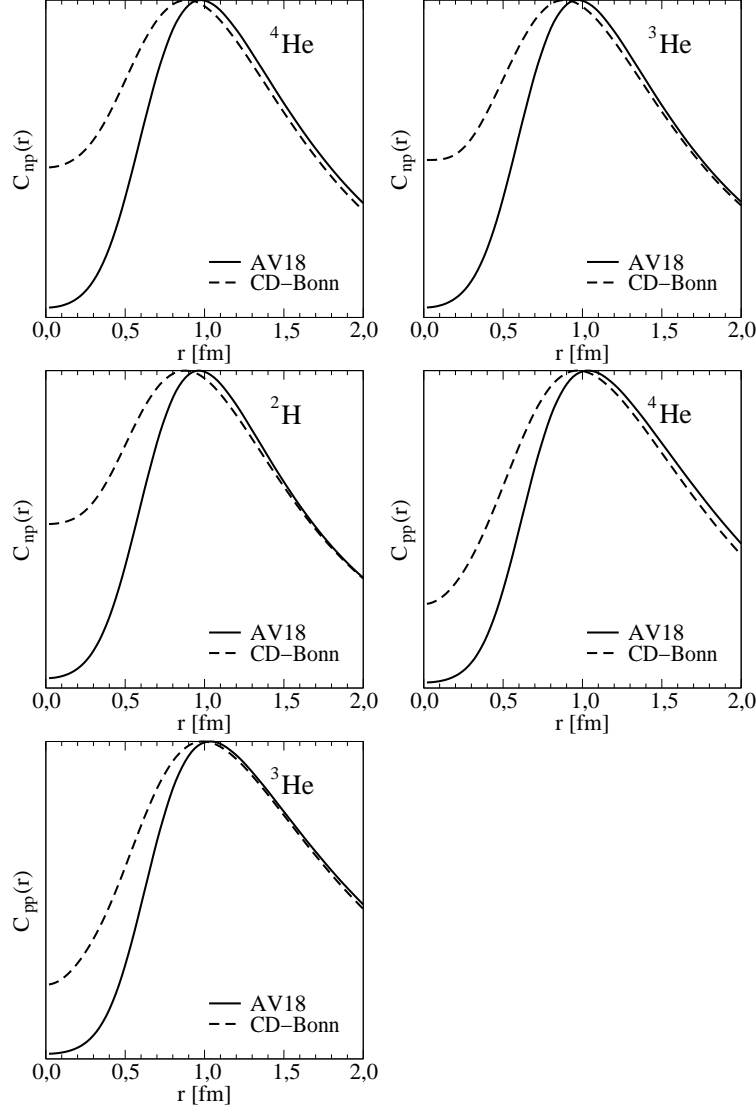 ⁴He
C_np(r)
AV18
CD−Bonn
0,0 0,5 1,0 1,5 2,0
r [fm]
³He
C_np(r)
AV18
CD−Bonn
0,0 0,5 1,0 1,5 2,0
r [fm]
²H
C_np(r)
AV18
CD−Bonn
0,0 0,5 1,0 1,5 2,0
r [fm]
⁴He
C_pp(r)
AV18
CD−Bonn
0,0 0,5 1,0 1,5 2,0
r [fm]
³He
C_pp(r)
AV18
CD−Bonn
0,0 0,5 1,0 1,5 2,0
r [fm]